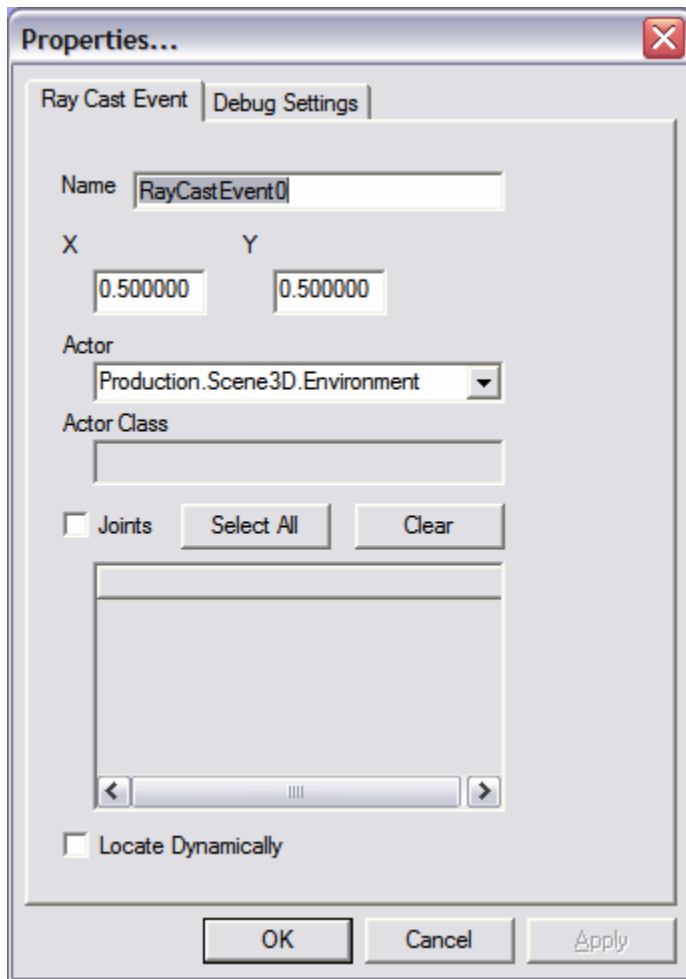 Properties...
Ray Cast Event Debug Settings
Name RayCastEvent0
X Y
0.500000 0.500000
Actor
Production.Scene3D.Environment
Actor Class
Joints Select All Clear
Locate Dynamically
OK Cancel Apply